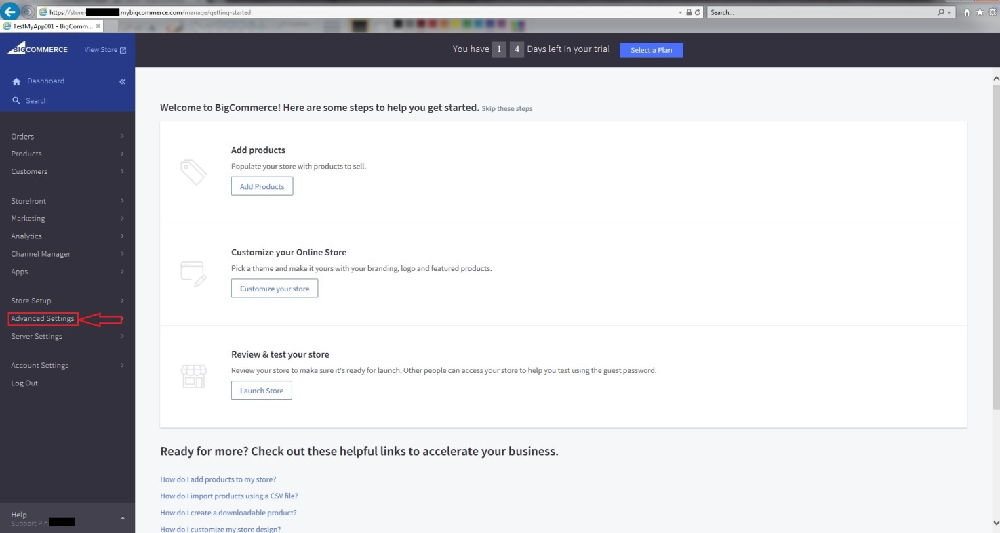 https://store-
.mybigcommerce.com/manage/getting-started
Search...
TestMyApp001 - BigComm...
BIGCOMMERCE
View Store
You have 1 4 Days left in your trial
Select a Plan
Dashboard
Search
Orders
Products
Customers
Storefront
Marketing
Analytics
Channel Manager
Apps
Store Setup
Advanced Settings
Server Settings
Account Settings
Log Out
Help
Support Pin
Welcome to BigCommerce! Here are some steps to help you get started. Skip these steps
Add products
Populate your store with products to sell.
Add Products
Customize your Online Store
Pick a theme and make it yours with your branding, logo and featured products.
Customize your store
Review & test your store
Review your store to make sure it's ready for launch. Other people can access your store to help you test using the guest password.
Launch Store
Ready for more? Check out these helpful links to accelerate your business.
How do I add products to my store?
How do I import products using a CSV file?
How do I create a downloadable product?
How do I customize my store design?